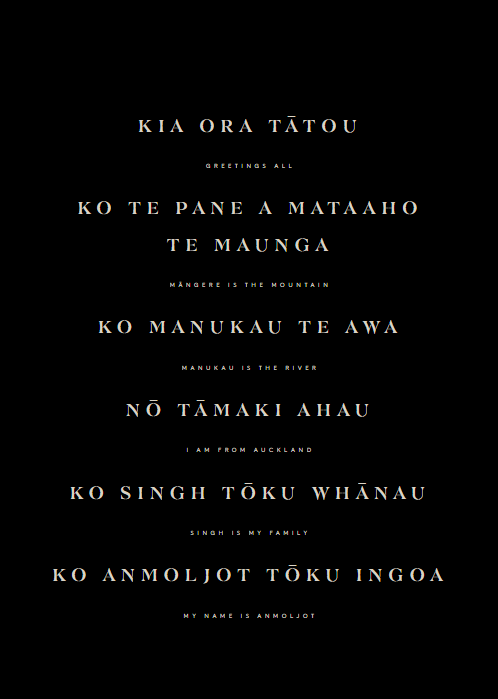 KIA ORA TĀTOU
GREETINGS ALL
KO TE PANE A MATAAHO
TE MAUNGA
MĀNGERE IS THE MOUNTAIN
KO MANUKAU TE AWA
MANUKAU IS THE RIVER
NŌ TĀMAKI AHAU
I AM FROM AUCKLAND
KO SINGH TŌKU WHĀNAU
SINGH IS MY FAMILY
KO ANMOLJOT TŌKU INGOA
MY NAME IS ANMOLJOT